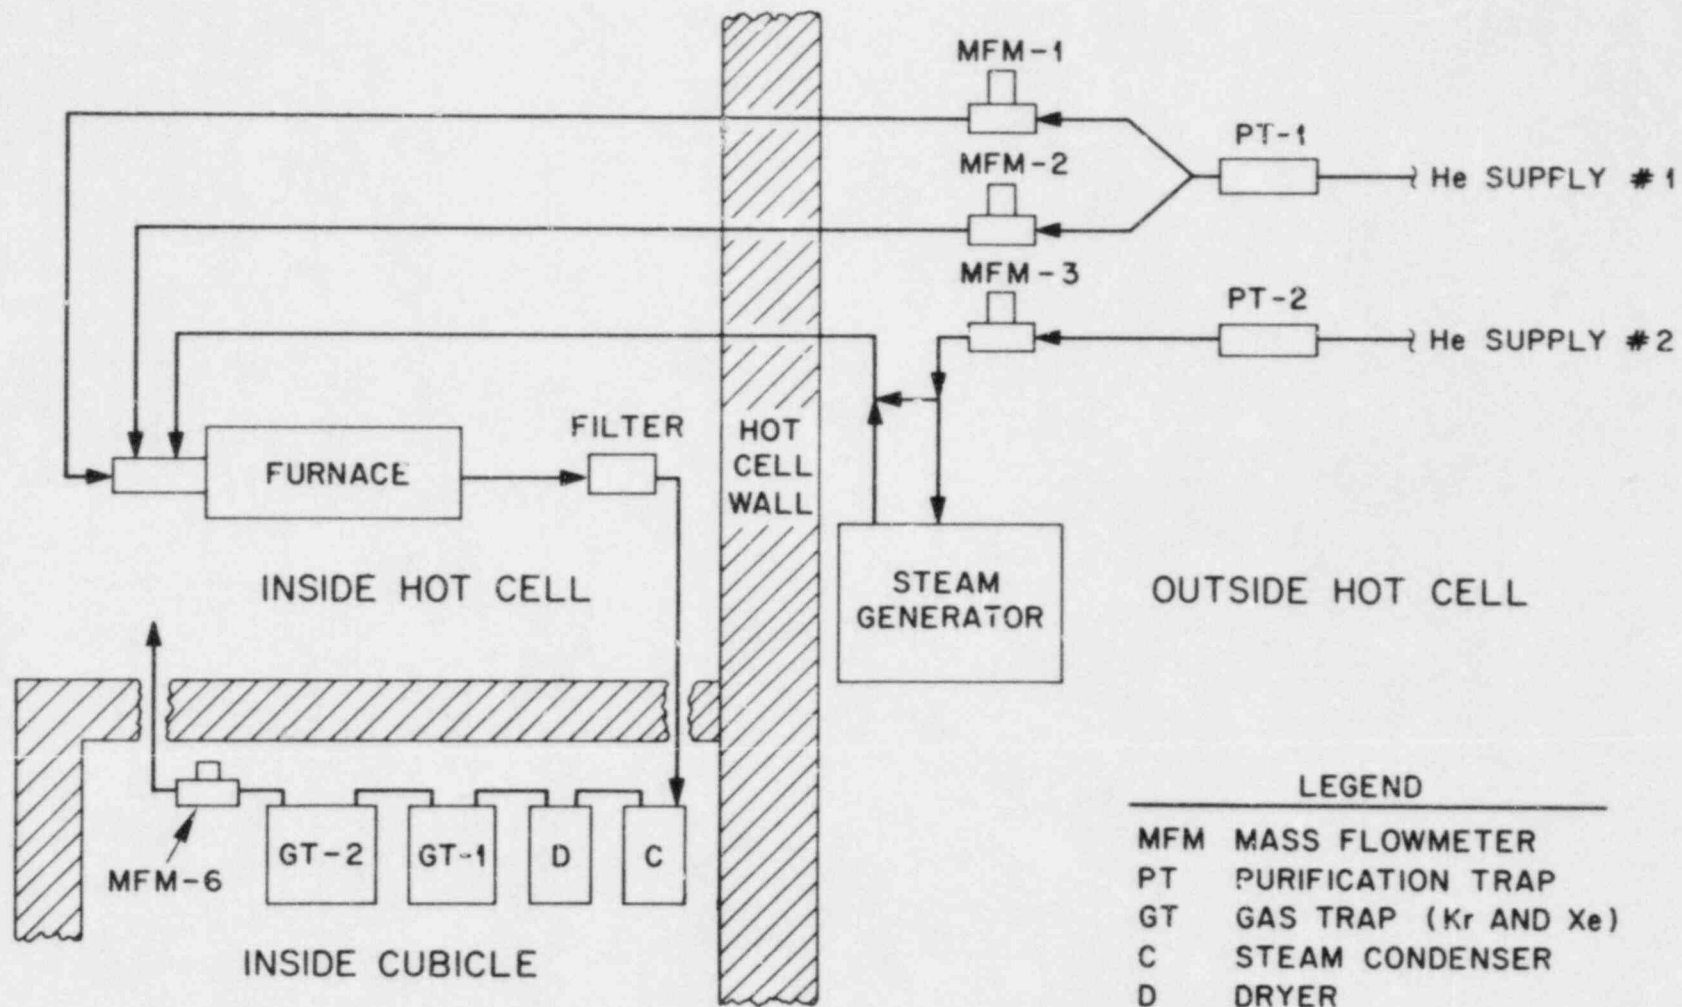 MFM-1
PT-1
He SUPPLY #1
MFM-2
MFM-3
PT-2
He SUPPLY #2
FILTER
HOT
CELL
WALL
FURNACE
INSIDE HOT CELL
STEAM
GENERATOR
OUTSIDE HOT CELL
GT-2
GT-1
D
C
MFM-6
INSIDE CUBICLE
LEGEND
MFM MASS FLOWMETER
PT PURIFICATION TRAP
GT GAS TRAP (Kr AND Xe)
C STEAM CONDENSER
D DRYER